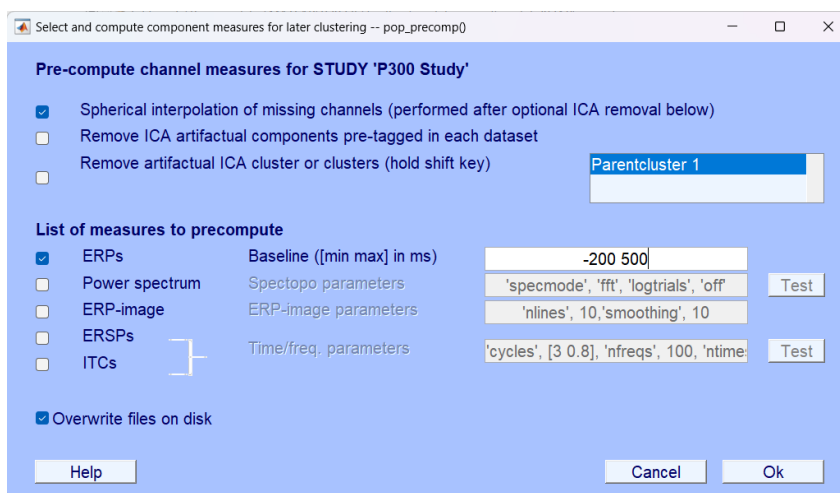 Select and compute component measures for later clustering -- pop_precomp()
Pre-compute channel measures for STUDY 'P300 Study'
Spherical interpolation of missing channels (performed after optional ICA removal below)
Remove ICA artifactual components pre-tagged in each dataset
Remove artifactual ICA cluster or clusters (hold shift key)
Parentcluster 1
List of measures to precompute
ERPs Baseline ([min max] in ms) -200 500
Power spectrum Spectopo parameters 'specmode', 'fft', 'logtrials', 'off' Test
ERP-image ERP-image parameters 'nlines', 10,'smoothing', 10
ERSPs
Time/freq. parameters 'cycles', [3 0.8], 'nfreqs', 100, 'ntimes Test
ITCs
Overwrite files on disk
Help Cancel Ok